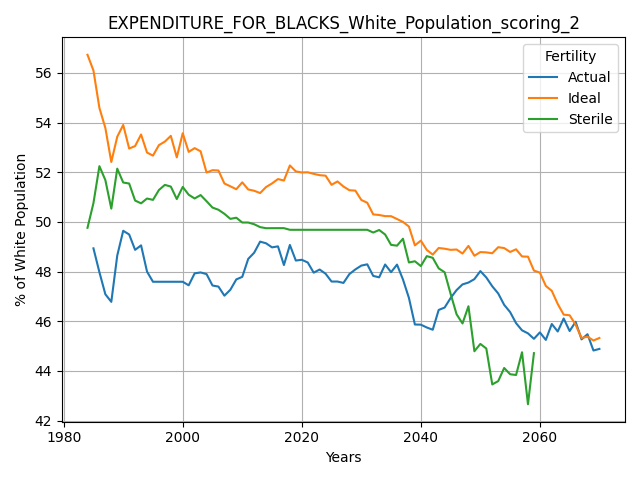 EXPENDITURE_FOR_BLACKS_White_Population_scoring_2
Fertility
Actual
Ideal
Sterile
% of White Population
56
54
52
50
48
46
44
42
1980
2000
2020
2040
2060
Years